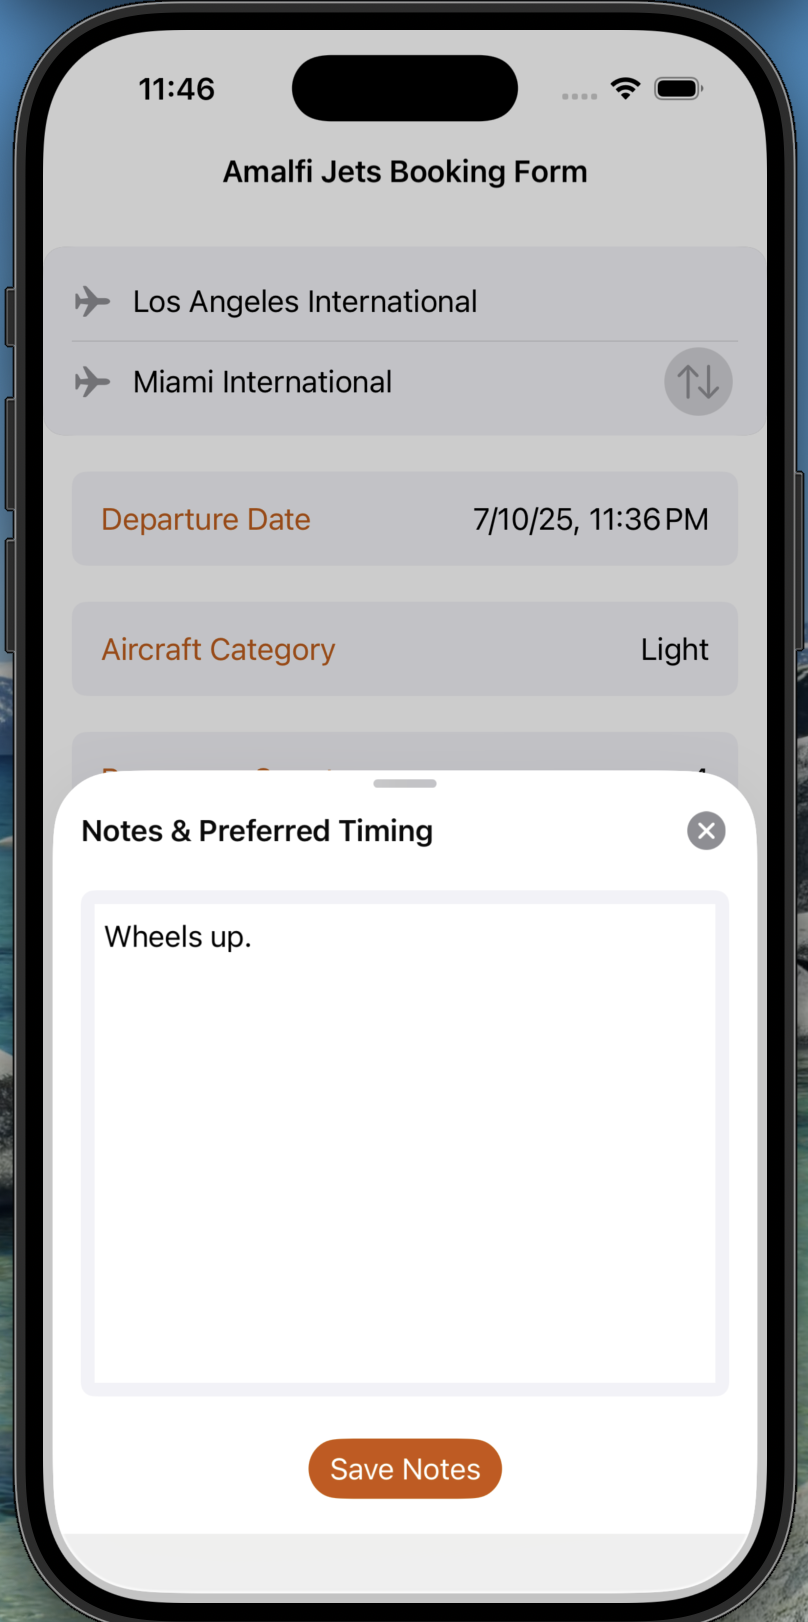 11:46
Amalfi Jets Booking Form
Los Angeles International
Miami International
Departure Date 7/10/25, 11:36 PM
Aircraft Category Light
Notes & Preferred Timing
Wheels up.
Save Notes